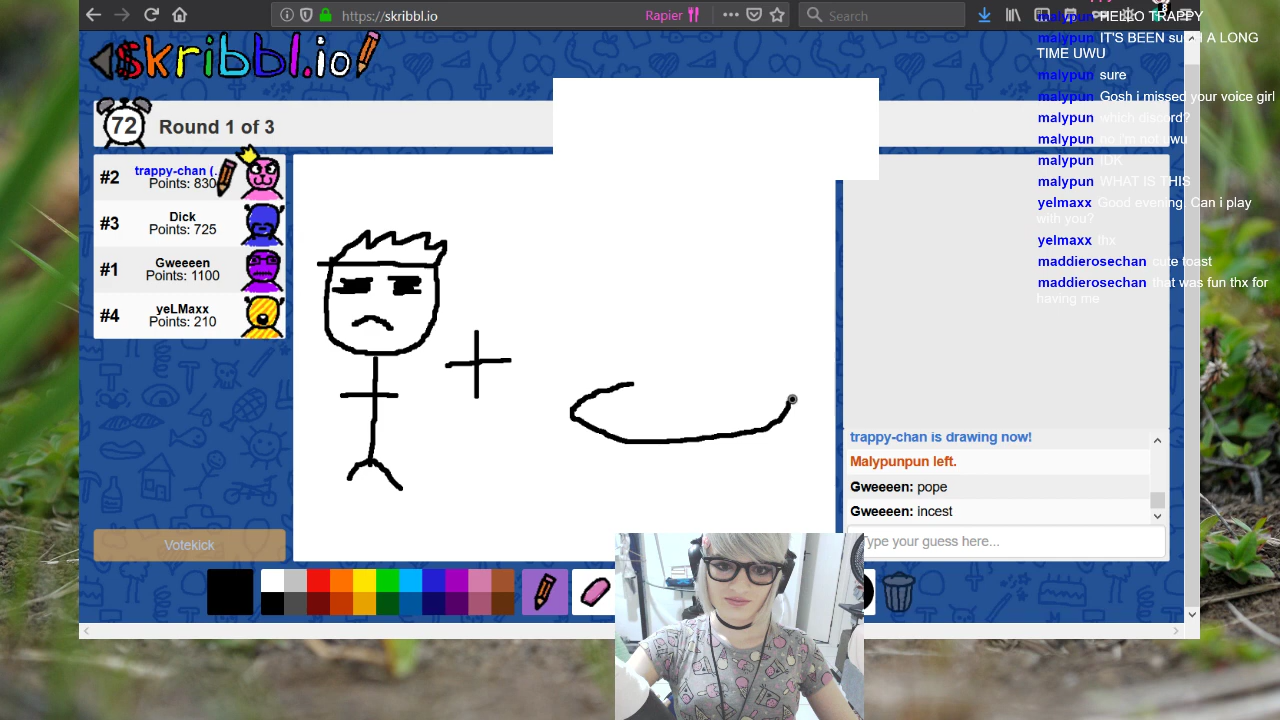 https://skribbl.io
Rapier
Search
skribbl.io
72
Round 1 of 3
#2
trappy-chan (.
Points: 830
#3
Dick
Points: 725
#1
Gweeeen
Points: 1100
#4
yeLMaxx
Points: 210
Votekick
malypun HELLO TRAPPY
malypun IT'S BEEN A LONG
TIME UWU
malypun sure
malypun Gosh i missed your voice girl
malypun which discord?
malypun no i'm not uwu
malypun IDK
malypun WHAT IS THIS
yelmaxx Good evening, Can i play
with you?
yelmaxx thx
maddierosechan cute toast
maddierosechan that was fun thx for
having me
trappy-chan is drawing now!
Malypunpun left.
Gweeeen: pope
Gweeeen: incest
Type your guess here...